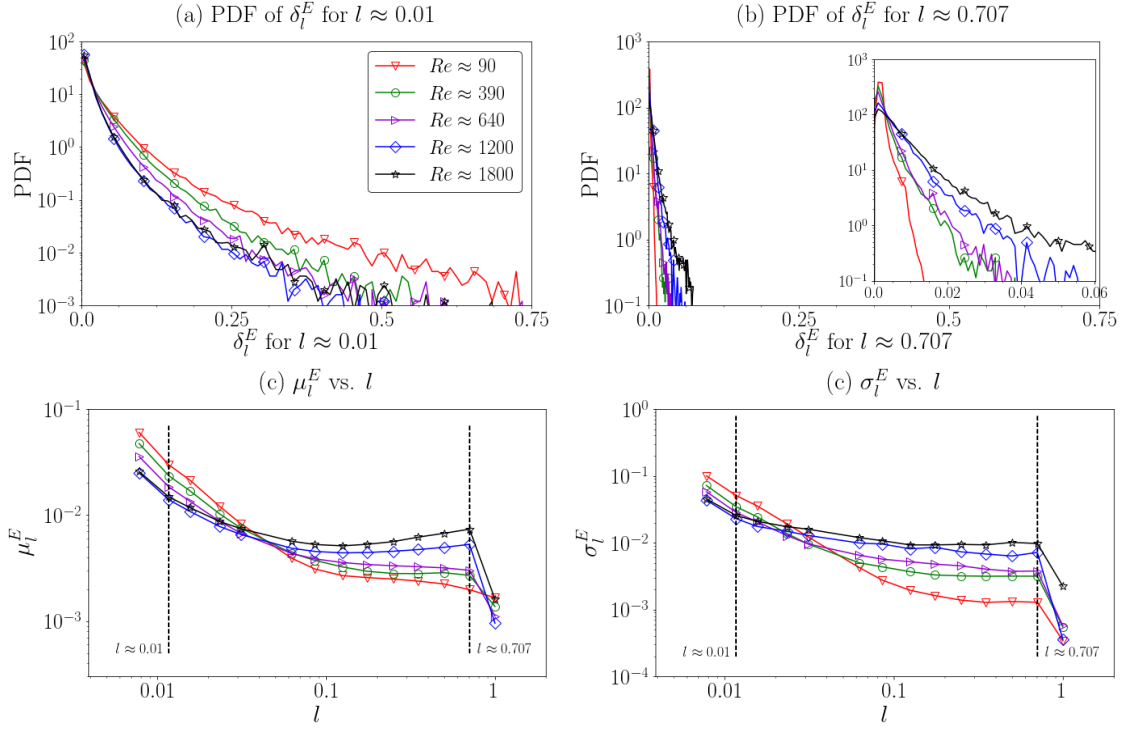 (a) PDF of δ_l^E for l ≈ 0.01
PDF
10^2
10^1
10^0
10^−1
10^−2
10^−3
0.0
0.25
0.5
0.75
Re ≈ 90
Re ≈ 390
Re ≈ 640
Re ≈ 1200
Re ≈ 1800
δ_l^E for l ≈ 0.01
(b) PDF of δ_l^E for l ≈ 0.707
PDF
10^3
10^2
10^1
10^0
10^−1
0.0
0.25
0.5
0.75
10^3
10^2
10^1
10^0
10^−1
0.0
0.02
0.04
0.06
δ_l^E for l ≈ 0.707
(c) μ_l^E vs. l
μ_l^E
10^−1
10^−2
10^−3
l ≈ 0.01
l ≈ 0.707
0.01
0.1
1
l
(c) σ_l^E vs. l
σ_l^E
10^0
10^−1
10^−2
10^−3
10^−4
l ≈ 0.01
l ≈ 0.707
0.01
0.1
1
l